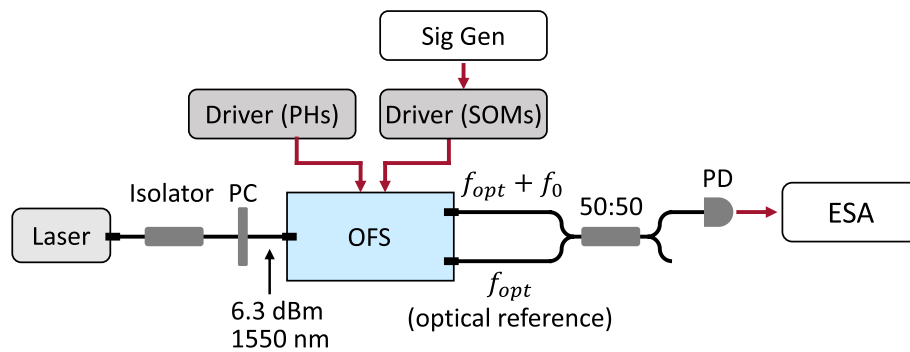 Sig Gen
Driver (PHs)
Driver (SOMs)
Isolator
PC
f_opt + f_0
50:50
PD
Laser
OFS
ESA
6.3 dBm
1550 nm
f_opt
(optical reference)